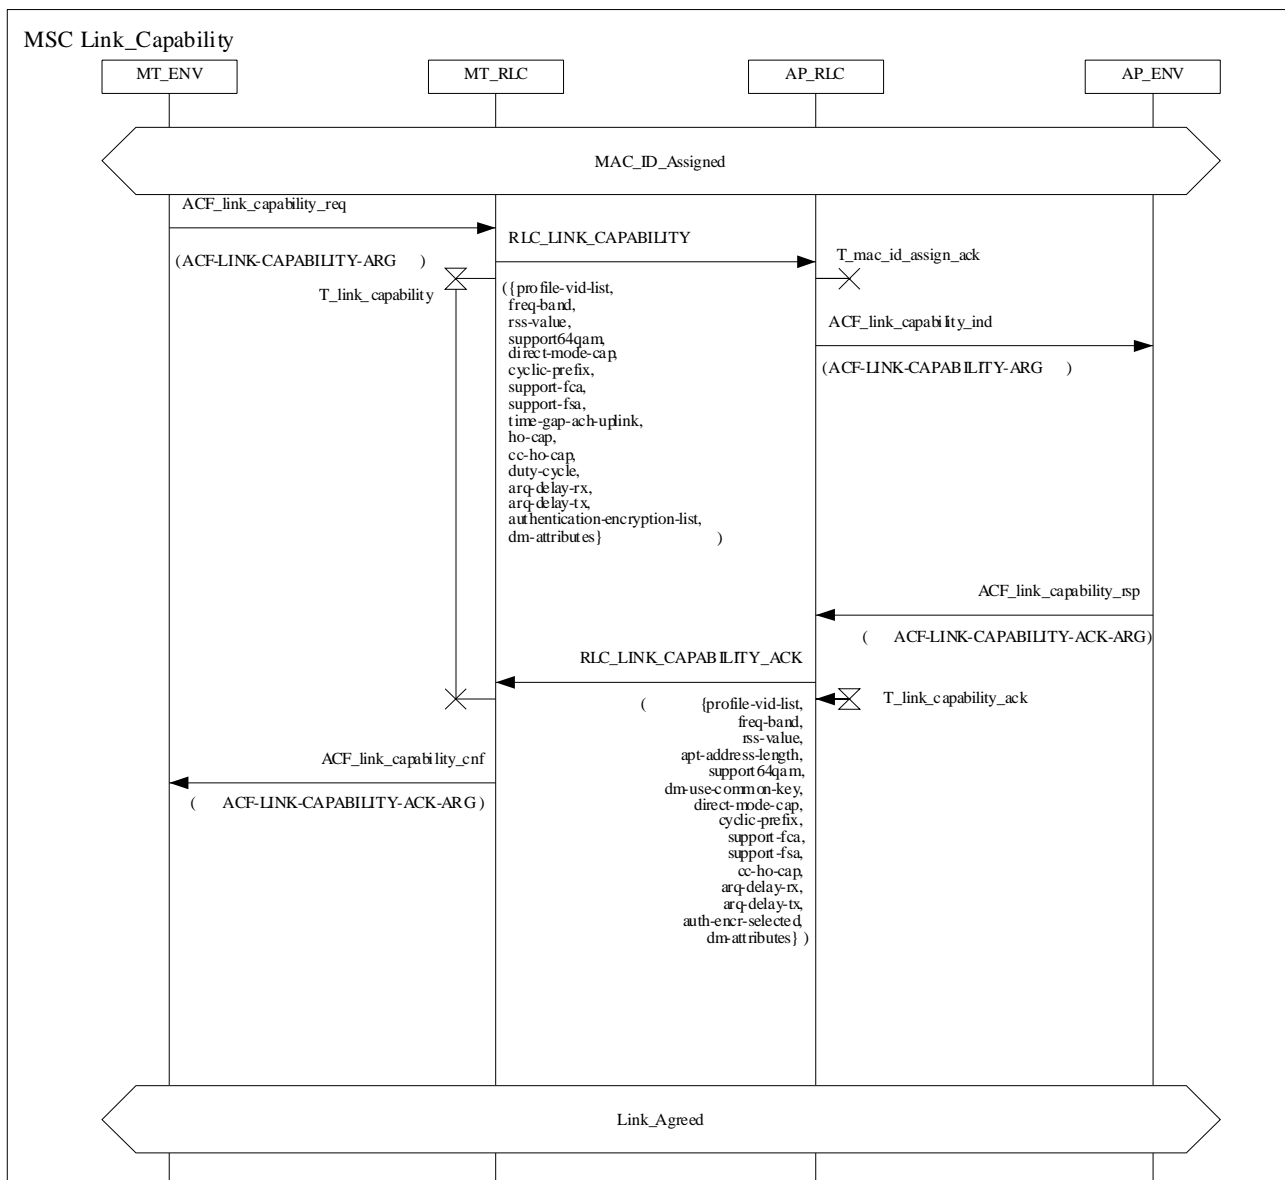 MSC Link_Capability
MT_ENV
MT_RLC
AP_RLC
AP_ENV
MAC_ID_Assigned
ACF_link_capability_req
(ACF-LINK-CAPABILITY-ARG )
RLC_LINK_CAPABILITY
T_mac_id_assign_ack
T_link_capability
({profile-vid-list,
freq-band,
rss-value,
support64qam,
direct-mode-cap,
cyclic-prefix,
support-fca,
support-fsa,
time-gap-ach-uplink,
ho-cap,
cc-ho-cap,
duty-cycle,
arq-delay-rx,
arq-delay-tx,
authentication-encryption-list,
dm-attributes} )
ACF_link_capability_ind
(ACF-LINK-CAPABILITY-ARG )
ACF_link_capability_rsp
( ACF-LINK-CAPABILITY-ACK-ARG)
RLC_LINK_CAPABILITY_ACK
T_link_capability_ack
( {profile-vid-list,
freq-band,
rss-value,
apt-address-length,
support64qam,
dm-use-common-key,
direct-mode-cap,
cyclic-prefix,
support-fca,
support-fsa,
cc-ho-cap,
arq-delay-rx,
arq-delay-tx,
auth-encr-selected,
dm-attributes} )
ACF_link_capability_cnf
( ACF-LINK-CAPABILITY-ACK-ARG)
Link_Agreed